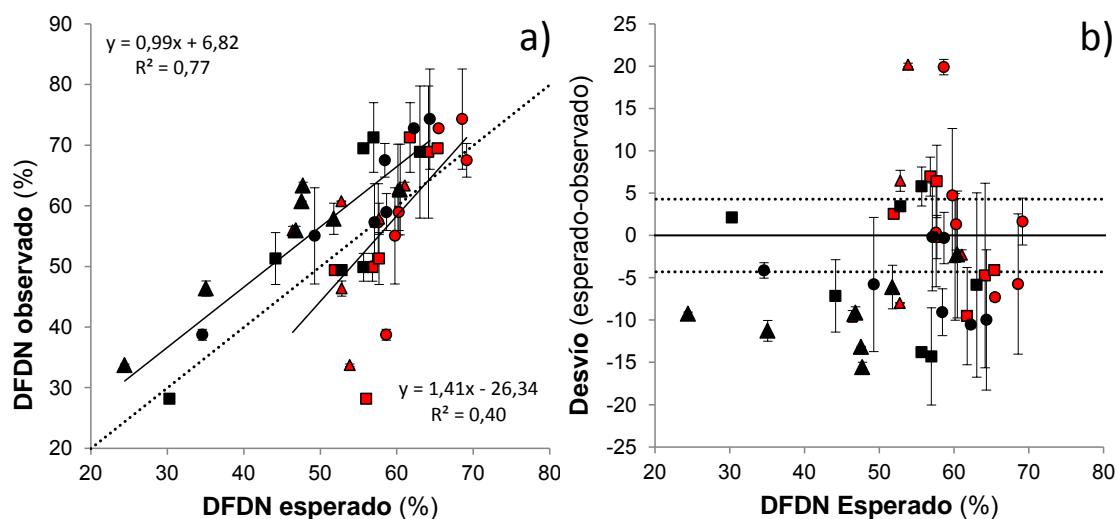 a)
y = 0,99x + 6,82
R² = 0,77
y = 1,41x - 26,34
R² = 0,40
DFDN observado (%)
90
80
70
60
50
40
30
20
20 30 40 50 60 70 80
DFDN esperado (%)
b)
Desvío (esperado-observado)
25
20
15
10
5
0
-5
-10
-15
-20
-25
20 30 40 50 60 70 80
DFDN Esperado (%)